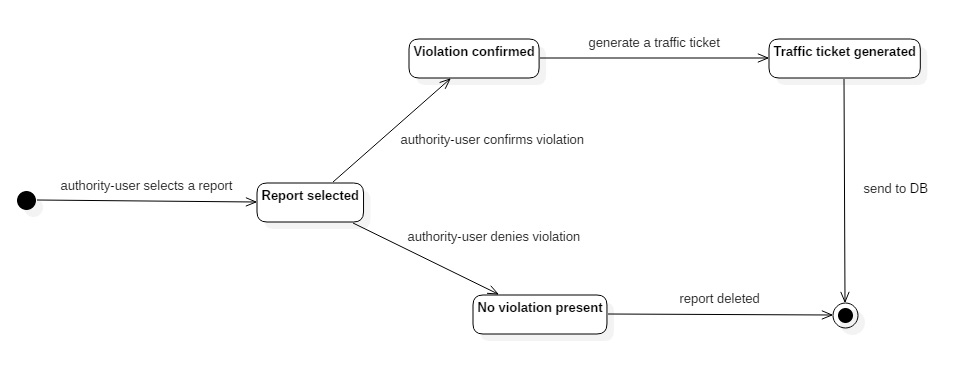 Violation confirmed
generate a traffic ticket
Traffic ticket generated
authority-user confirms violation
authority-user selects a report
Report selected
send to DB
authority-user denies violation
No violation present
report deleted